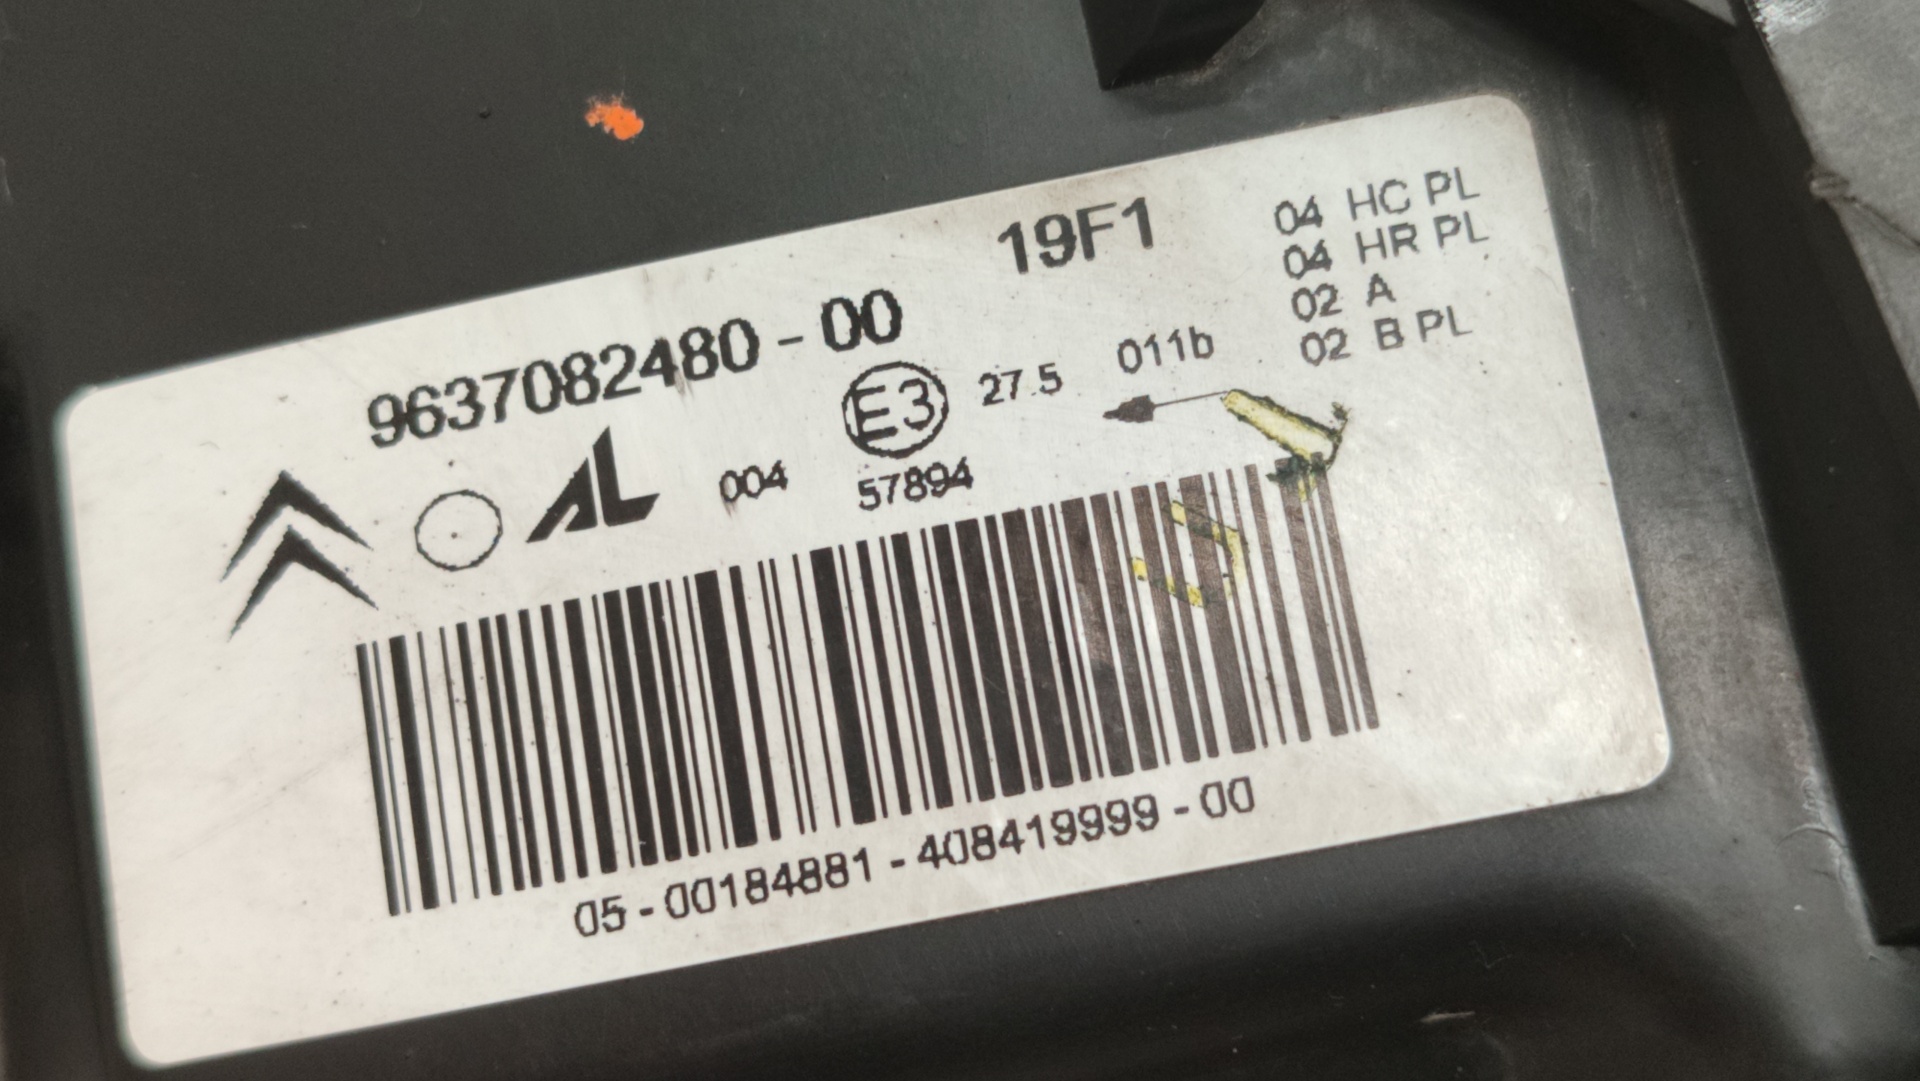 19F1
04 HC PL
04 HR PL
02 A
02 B PL
9637082480-00
E3
27.5
011b
AL
004
57894
05-00184881-408419999-00